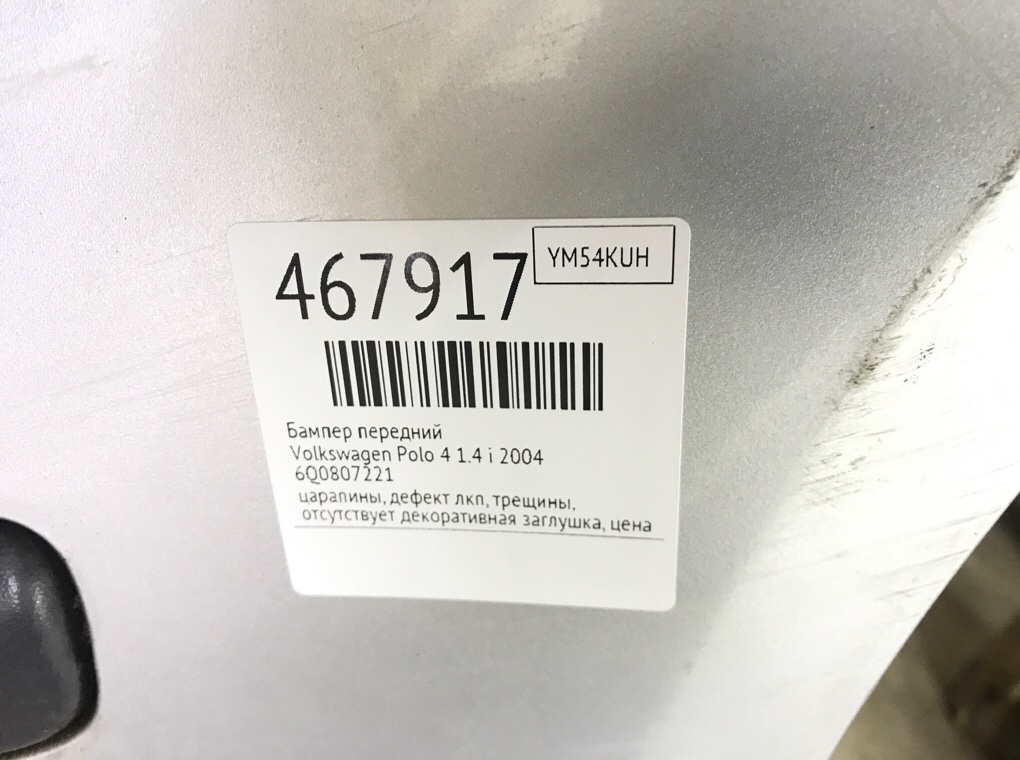 467917
YM54KUH
Бампер передний
Volkswagen Polo 4 1.4 i 2004
6Q0807221
царапины, дефект лкп, трещины,
отсутствует декоративная заглушка, цена